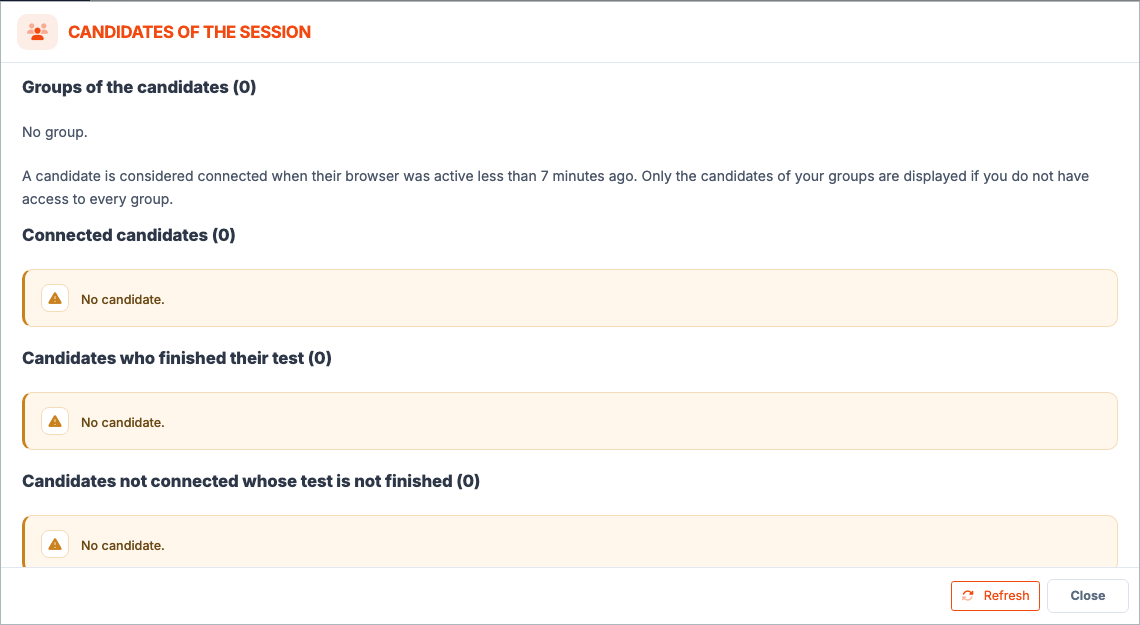 CANDIDATES OF THE SESSION
Groups of the candidates (0)
No group.
A candidate is considered connected when their browser was active less than 7 minutes ago. Only the candidates of your groups are displayed if you do not have
access to every group.
Connected candidates (0)
No candidate.
Candidates who finished their test (0)
No candidate.
Candidates not connected whose test is not finished (0)
No candidate.
Refresh
Close